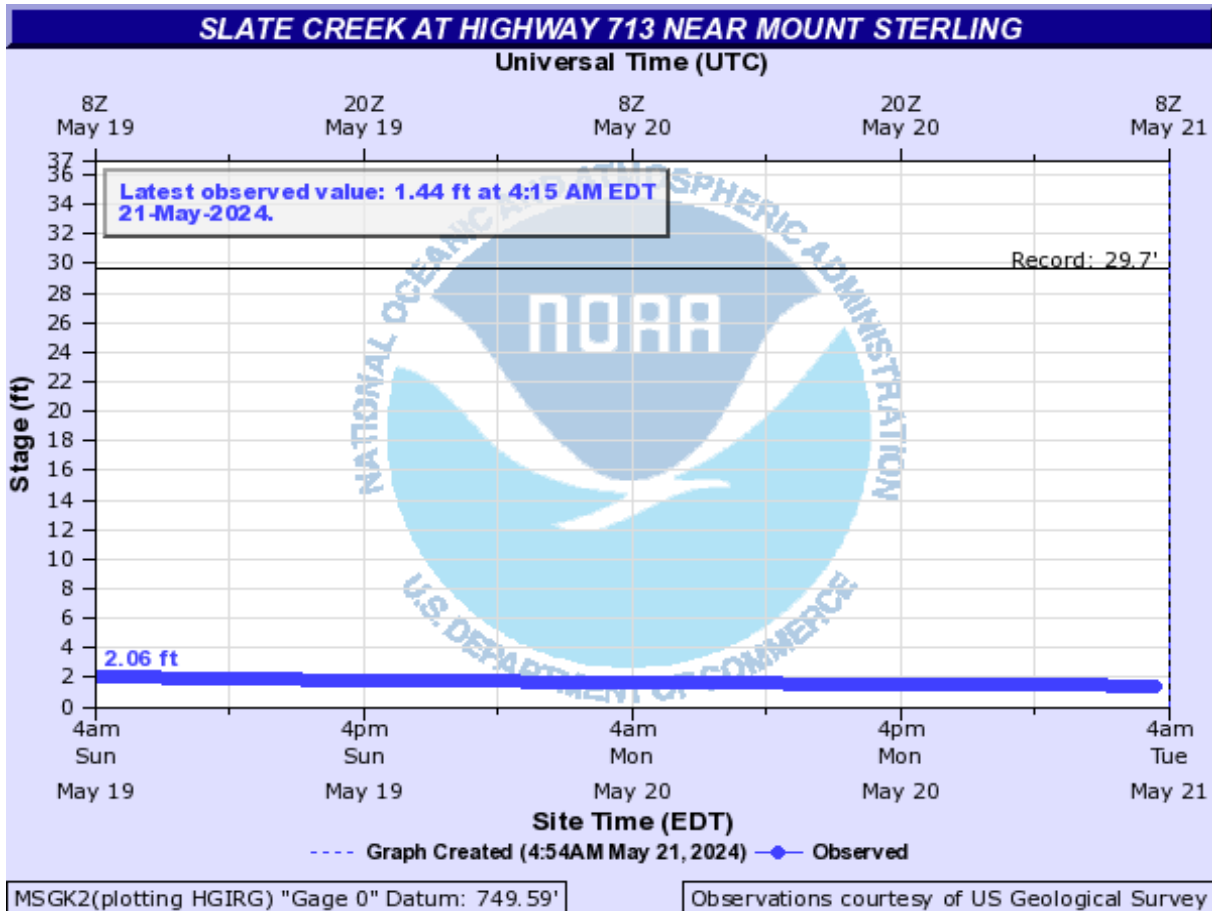 SLATE CREEK AT HIGHWAY 713 NEAR MOUNT STERLING
Universal Time (UTC)
8Z 20Z 8Z 20Z 8Z
May 19 May 19 May 20 May 20 May 21
37
36
34
32
30
28
26
24
22
20
18
16
14
12
10
8
6
4
2
0
Stage (ft)
Latest observed value: 1.44 ft at 4:15 AM EDT
21-May-2024.
Record: 29.7'
NATIONAL OCEANIC AND ATMOSPHERIC ADMINISTRATION
NOAA
U.S. DEPARTMENT OF COMMERCE
2.06 ft
4am 4pm 4am 4pm 4am
Sun Sun Mon Mon Tue
May 19 May 19 May 20 May 20 May 21
Site Time (EDT)
Graph Created (4:54AM May 21, 2024) Observed
MSGK2(plotting HGIRG) "Gage 0" Datum: 749.59'
Observations courtesy of US Geological Survey